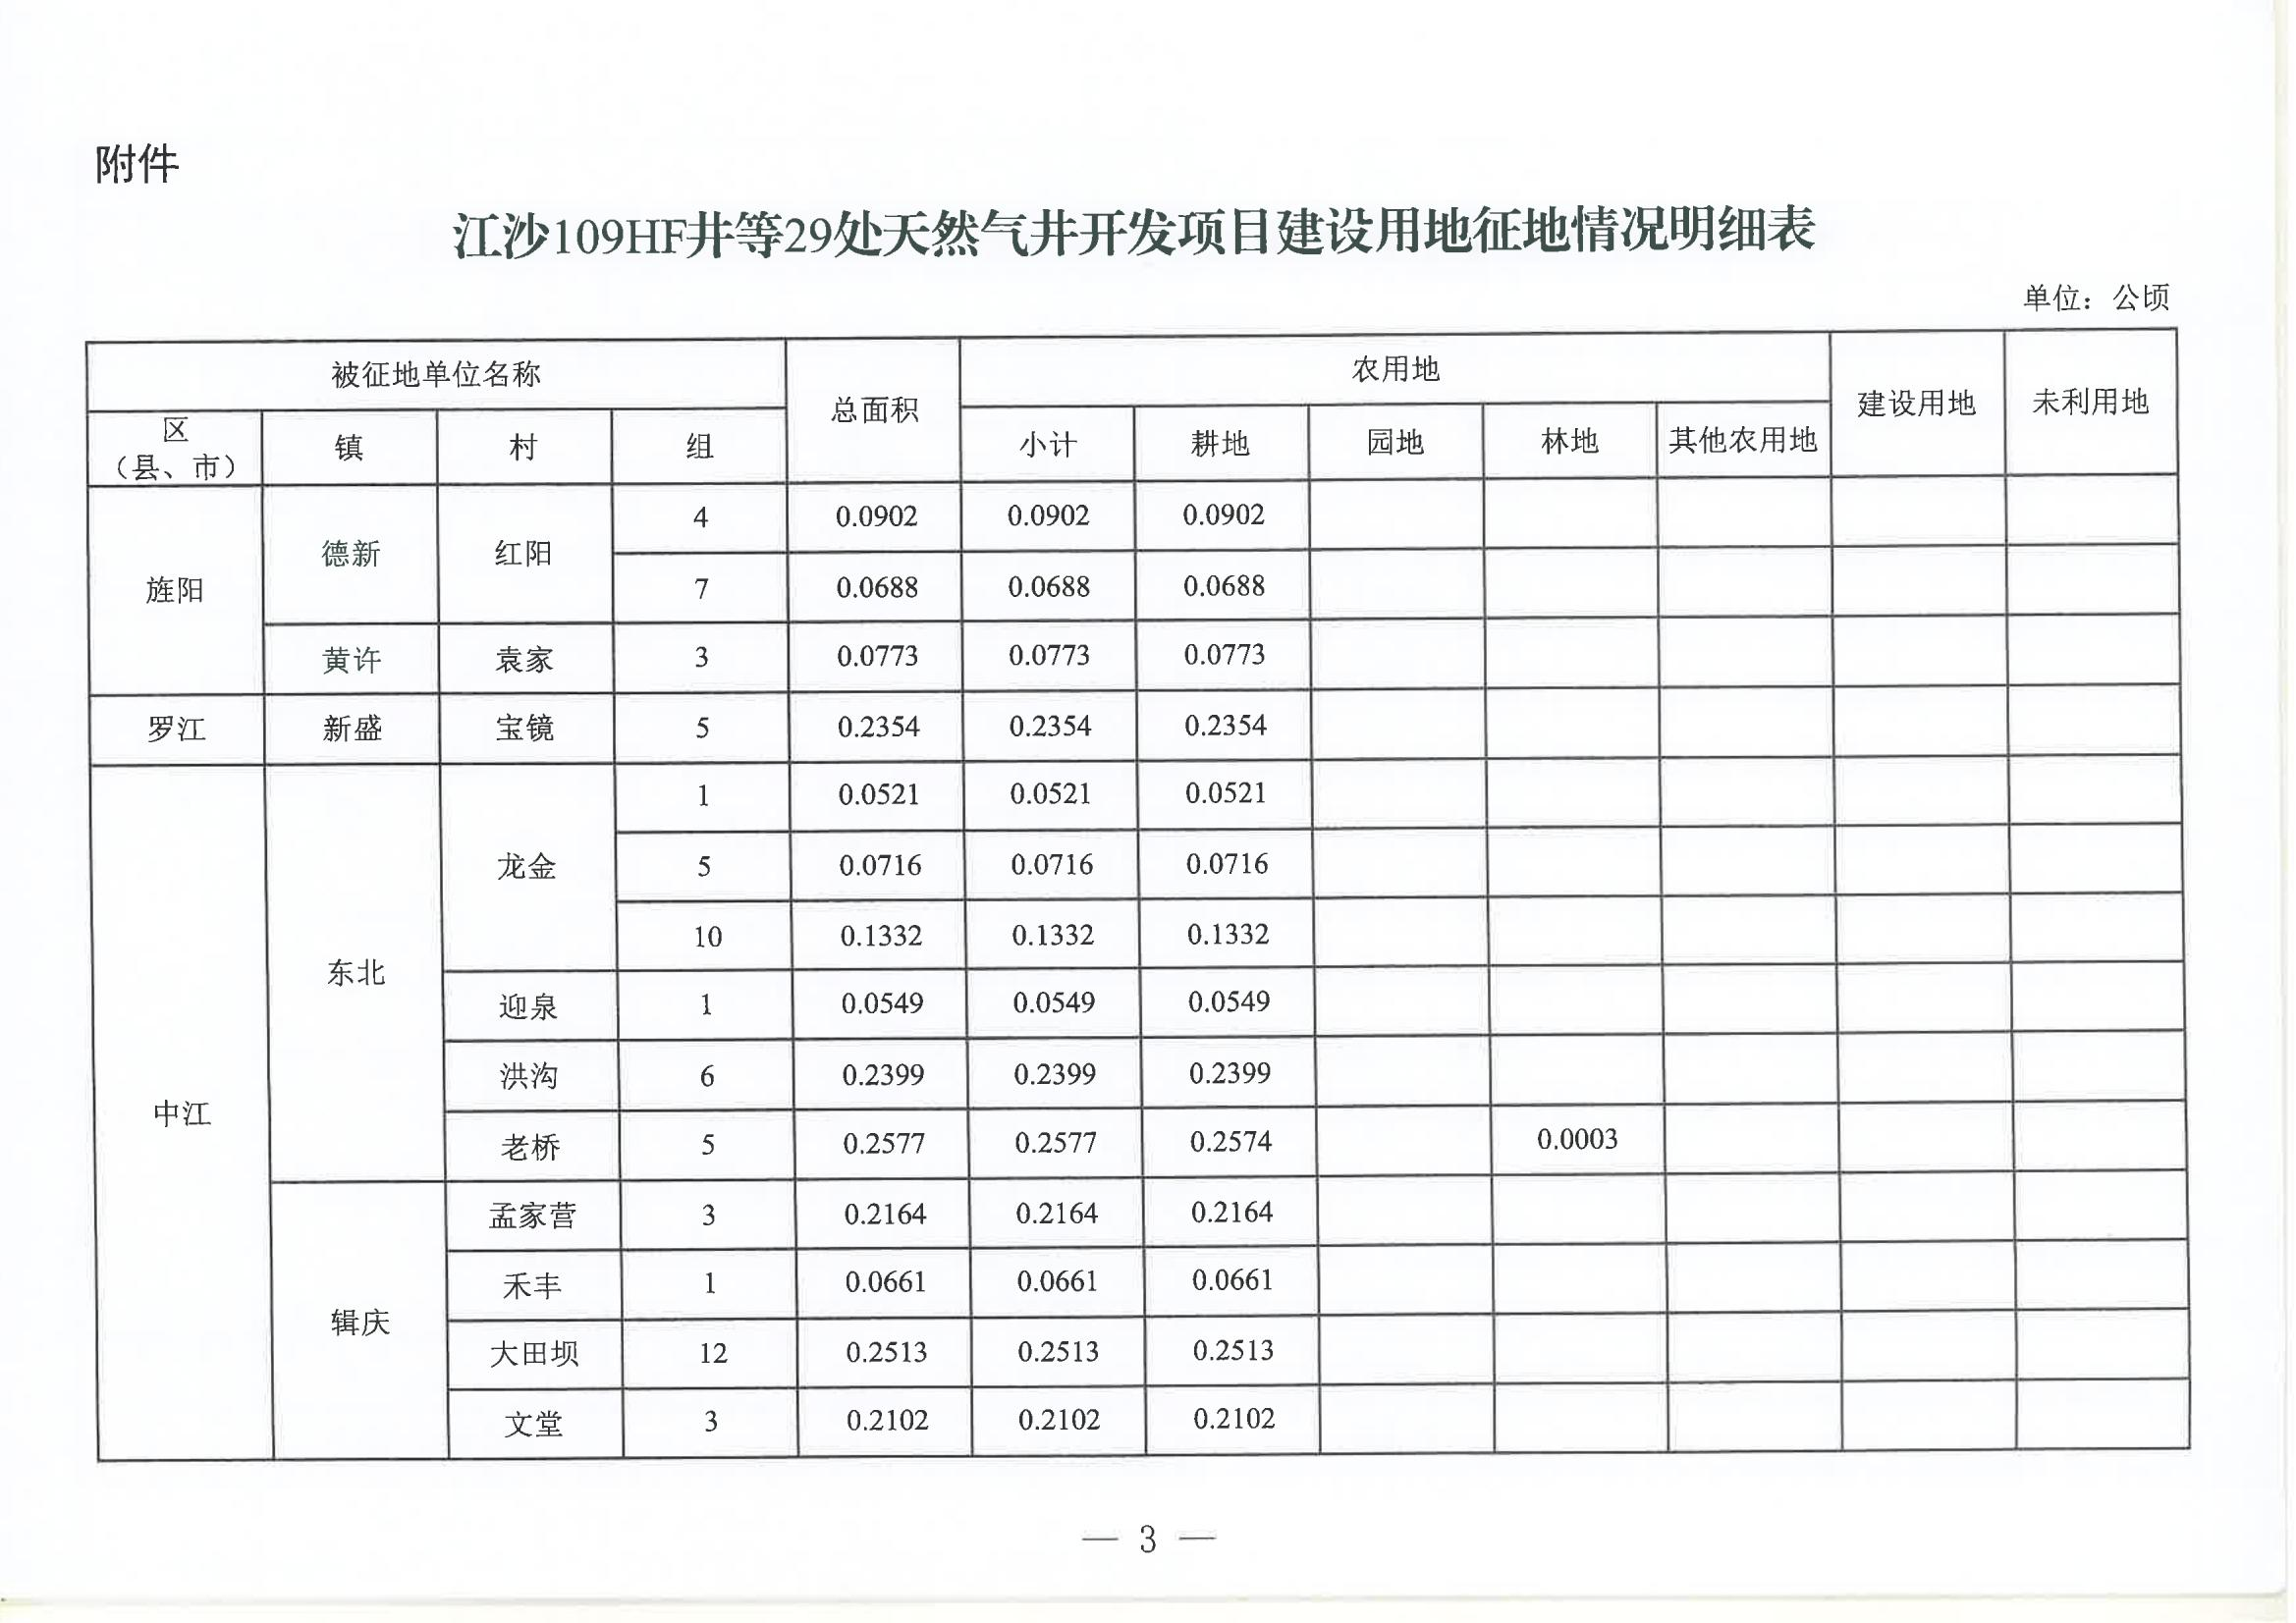 附件
江沙109HF井等29处天然气井开发项目建设用地征地情况明细表
单位：公顷
被征地单位名称 总面积 农用地 建设用地 未利用地
区（县、市） 镇 村 组 小计 耕地 园地 林地 其他农用地
旌阳 德新 红阳 4 0.0902 0.0902 0.0902
7 0.0688 0.0688 0.0688
黄许 袁家 3 0.0773 0.0773 0.0773
罗江 新盛 宝镜 5 0.2354 0.2354 0.2354
中江 东北 龙金 1 0.0521 0.0521 0.0521
5 0.0716 0.0716 0.0716
10 0.1332 0.1332 0.1332
迎泉 1 0.0549 0.0549 0.0549
洪沟 6 0.2399 0.2399 0.2399
老桥 5 0.2577 0.2577 0.2574 0.0003
辑庆 孟家营 3 0.2164 0.2164 0.2164
禾丰 1 0.0661 0.0661 0.0661
大田坝 12 0.2513 0.2513 0.2513
文堂 3 0.2102 0.2102 0.2102
— 3 —